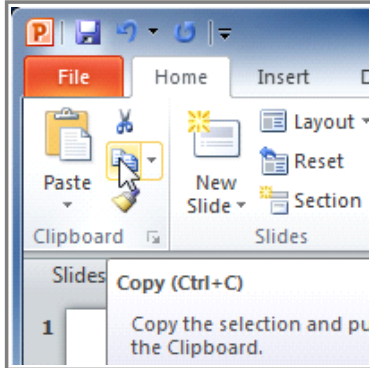 P
File Home Insert
Layout
Reset
Section
Paste
New
Slide
Clipboard Slides
Slides
Copy (Ctrl+C)
1
Copy the selection and
the Clipboard.